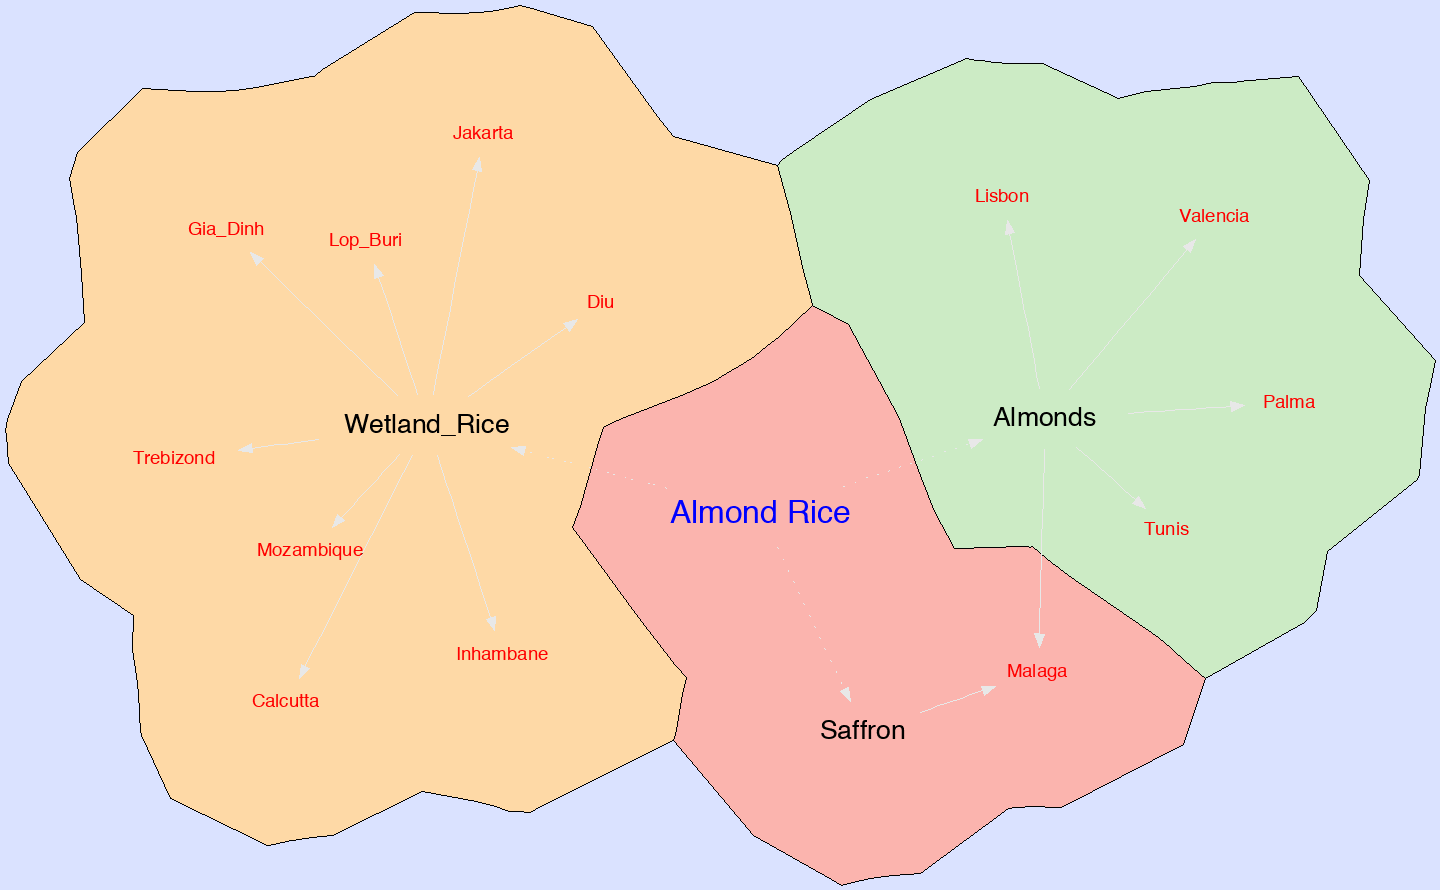 Jakarta
Lisbon
Valencia
Gia_Dinh
Lop_Buri
Diu
Palma
Almonds
Wetland_Rice
Trebizond
Almond Rice
Tunis
Mozambique
Inhambane
Malaga
Calcutta
Saffron